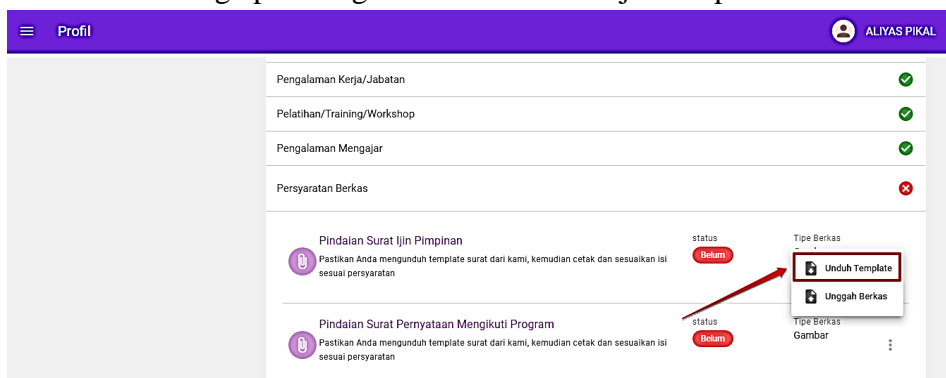 Profil
ALIYAS PIKAL
Pengalaman Kerja/Jabatan
Pelatihan/Training/Workshop
Pengalaman Mengajar
Persyaratan Berkas
Pindaian Surat Ijin Pimpinan
Pastikan Anda mengunduh template surat dari kami, kemudian cetak dan sesuaikan isi
sesuai persyaratan
status
Belum
Tipe Berkas
Unduh Template
Unggah Berkas
Pindaian Surat Pernyataan Mengikuti Program
Pastikan Anda mengunduh template surat dari kami, kemudian cetak dan sesuaikan isi
sesuai persyaratan
status
Belum
Tipe Berkas
Gambar